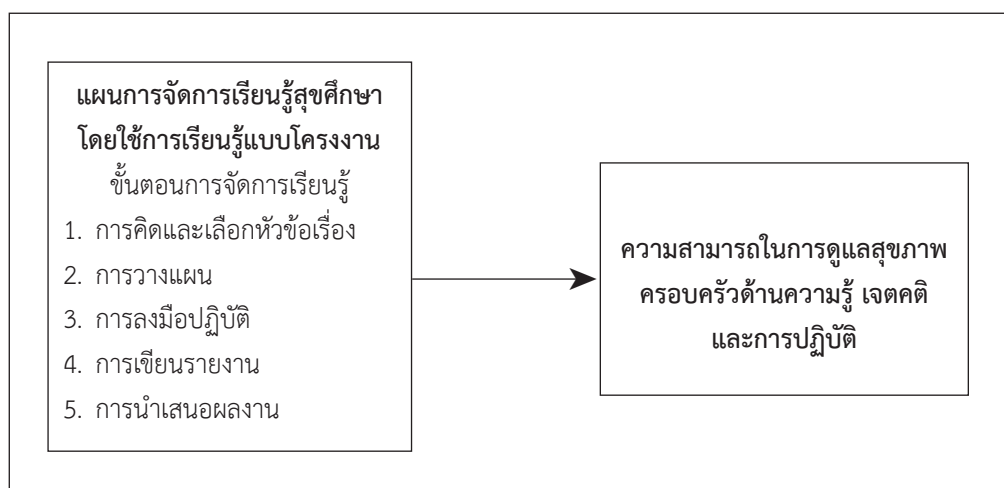 แผนการจัดการเรียนรู้สุขศึกษา
โดยใช้การเรียนรู้แบบโครงงาน
ขั้นตอนการจัดการเรียนรู้
1. การคิดและเลือกหัวข้อเรื่อง
2. การวางแผน
3. การลงมือปฏิบัติ
4. การเขียนรายงาน
5. การนำเสนอผลงาน
ความสามารถในการดูแลสุขภาพ
ครอบครัวด้านความรู้ เจตคติ
และการปฏิบัติ